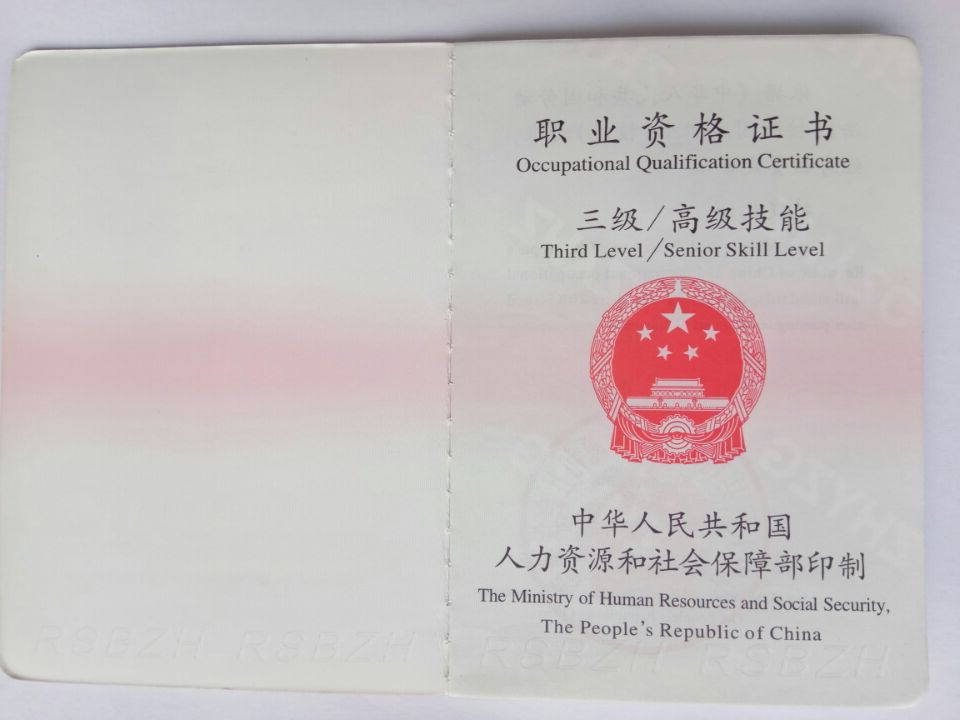 职业资格证书
Occupational Qualification Certificate
三级/高级技能
Third Level/Senior Skill Level
中华人民共和国
人力资源和社会保障部印制
The Ministry of Human Resources and Social Security,
The People's Republic of China
RSBZH RSBZH RSBZH RSBZH